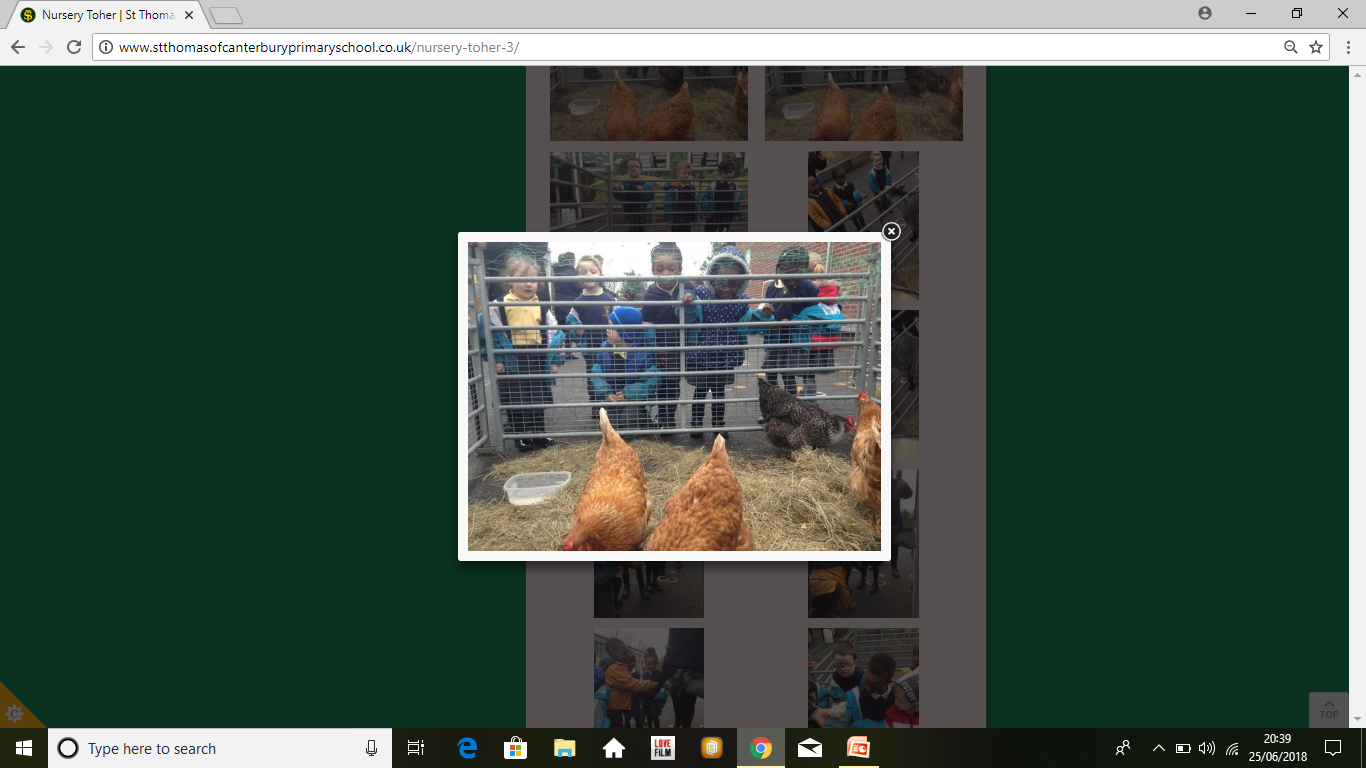 Nursery Toher | St Thoma
www.stthomasofcanterburyprimaryschool.co.uk/nursery-toher-3/
TOP
Type here to search
LOVE
FiLM
20:39
25/06/2018